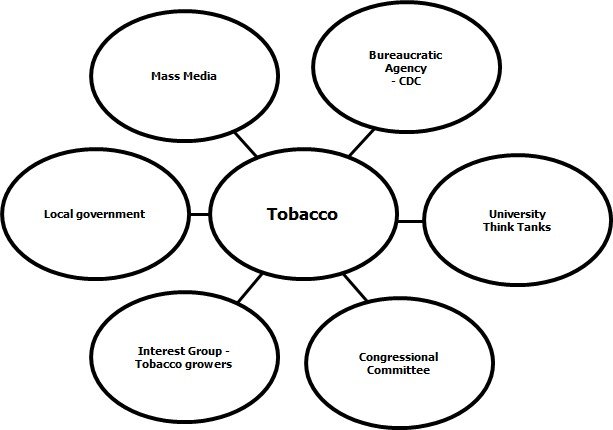 Mass Media
Bureaucratic
Agency
- CDC
Local government
Tobacco
University
Think Tanks
Interest Group -
Tobacco growers
Congressional
Committee